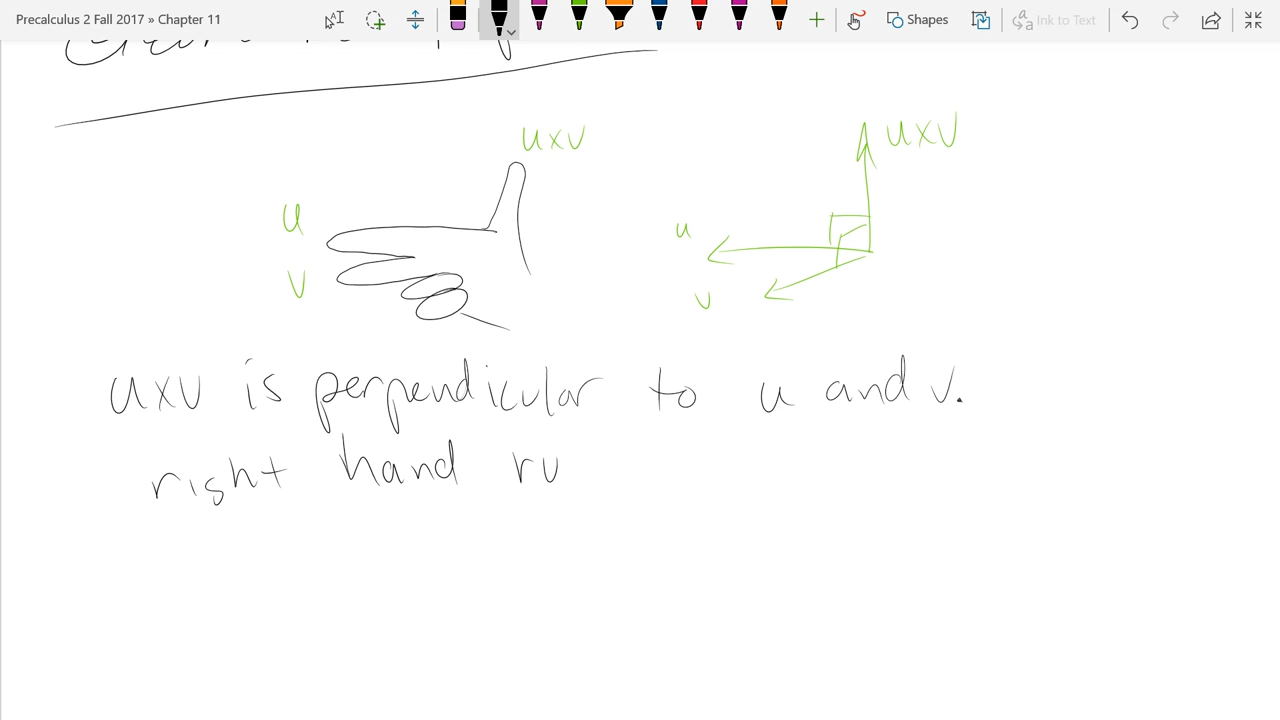 Precalculus 2 Fall 2017 » Chapter 11
Shapes
Ink to Text
uxv
uxv
u
u
v
v
uxv is perpendicular to u and v.
right hand ru